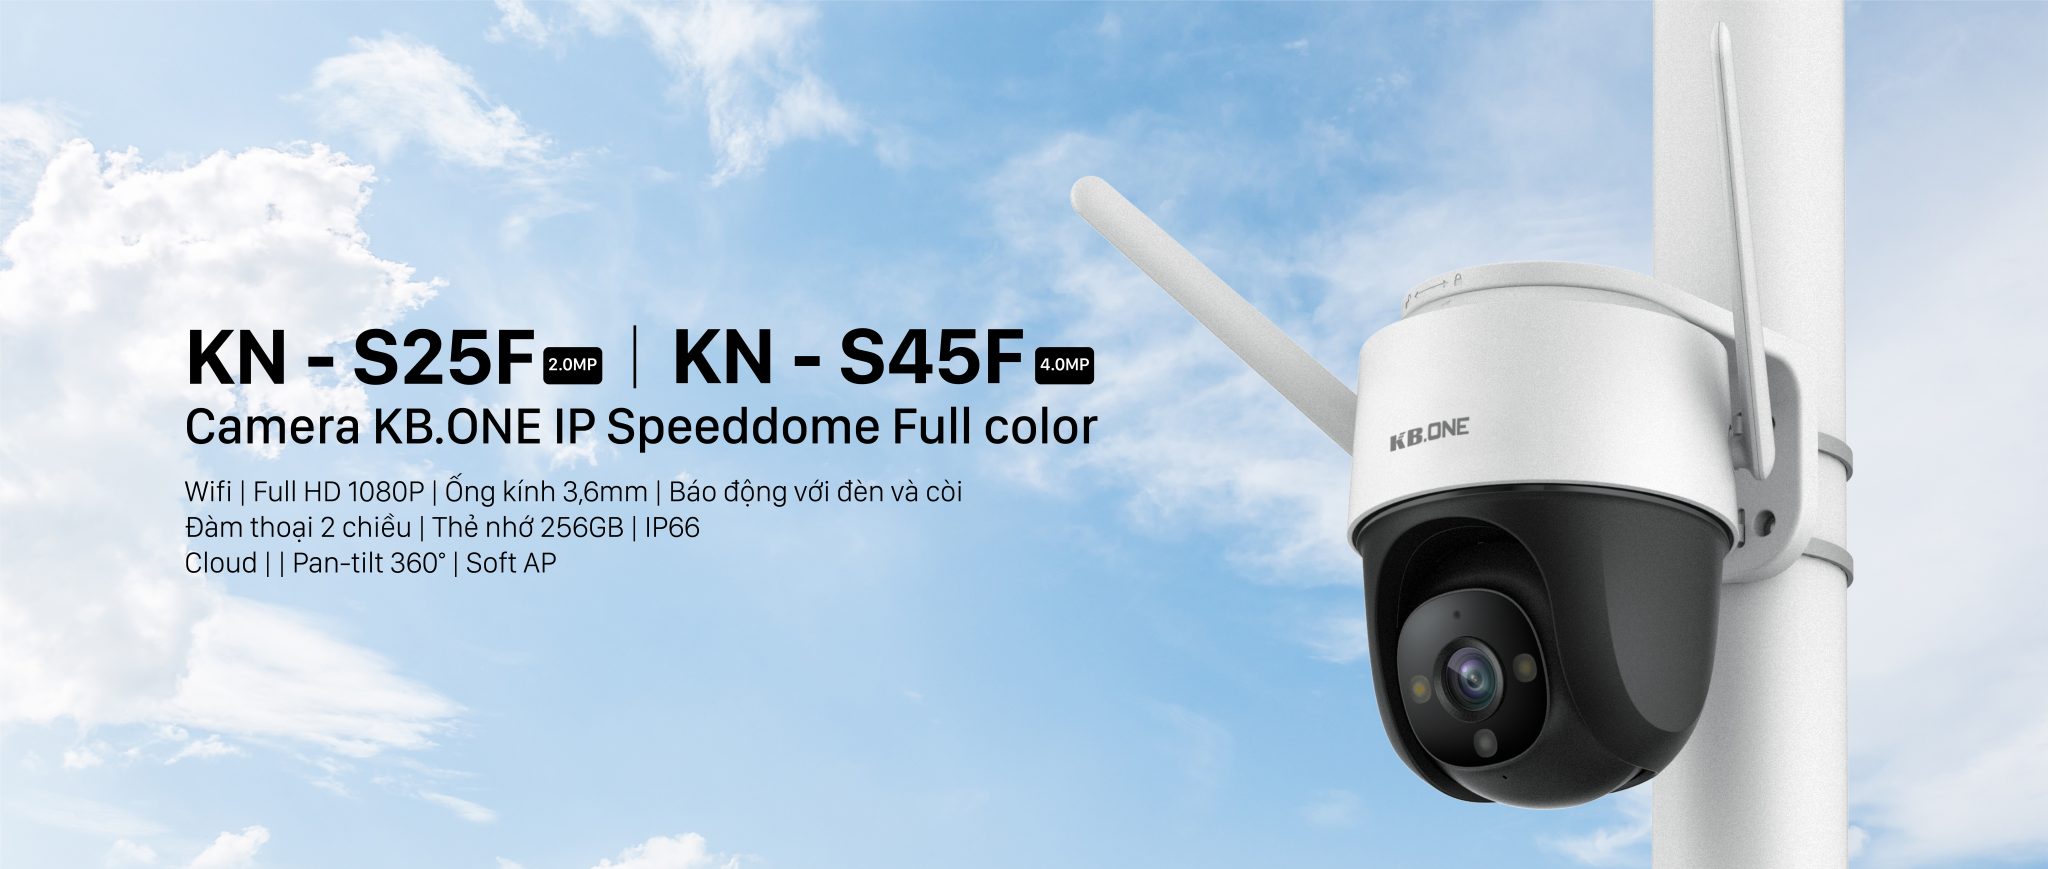 KN - S25F 2.0MP | KN - S45F 4.0MP
Camera KB.ONE IP Speeddome Full color
Wifi | Full HD 1080P | Ống kính 3,6mm | Báo động với đèn và còi
Đàm thoại 2 chiều | Thẻ nhớ 256GB | IP66
Cloud | | Pan-tilt 360° | Soft AP
KB.ONE